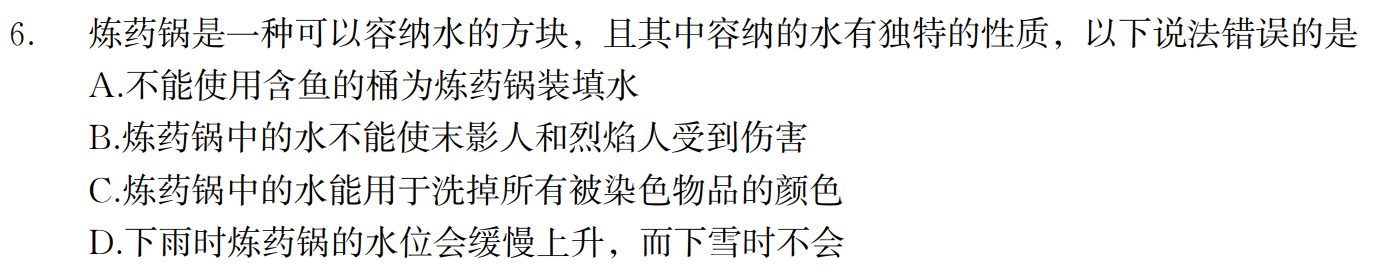 6. 炼药锅是一种可以容纳水的方块，且其中容纳的水有独特的性质，以下说法错误的是
A.不能使用含鱼的桶为炼药锅装填水
B.炼药锅中的水不能使末影人和烈焰人受到伤害
C.炼药锅中的水能用于洗掉所有被染色物品的颜色
D.下雨时炼药锅的水位会缓慢上升，而下雪时不会